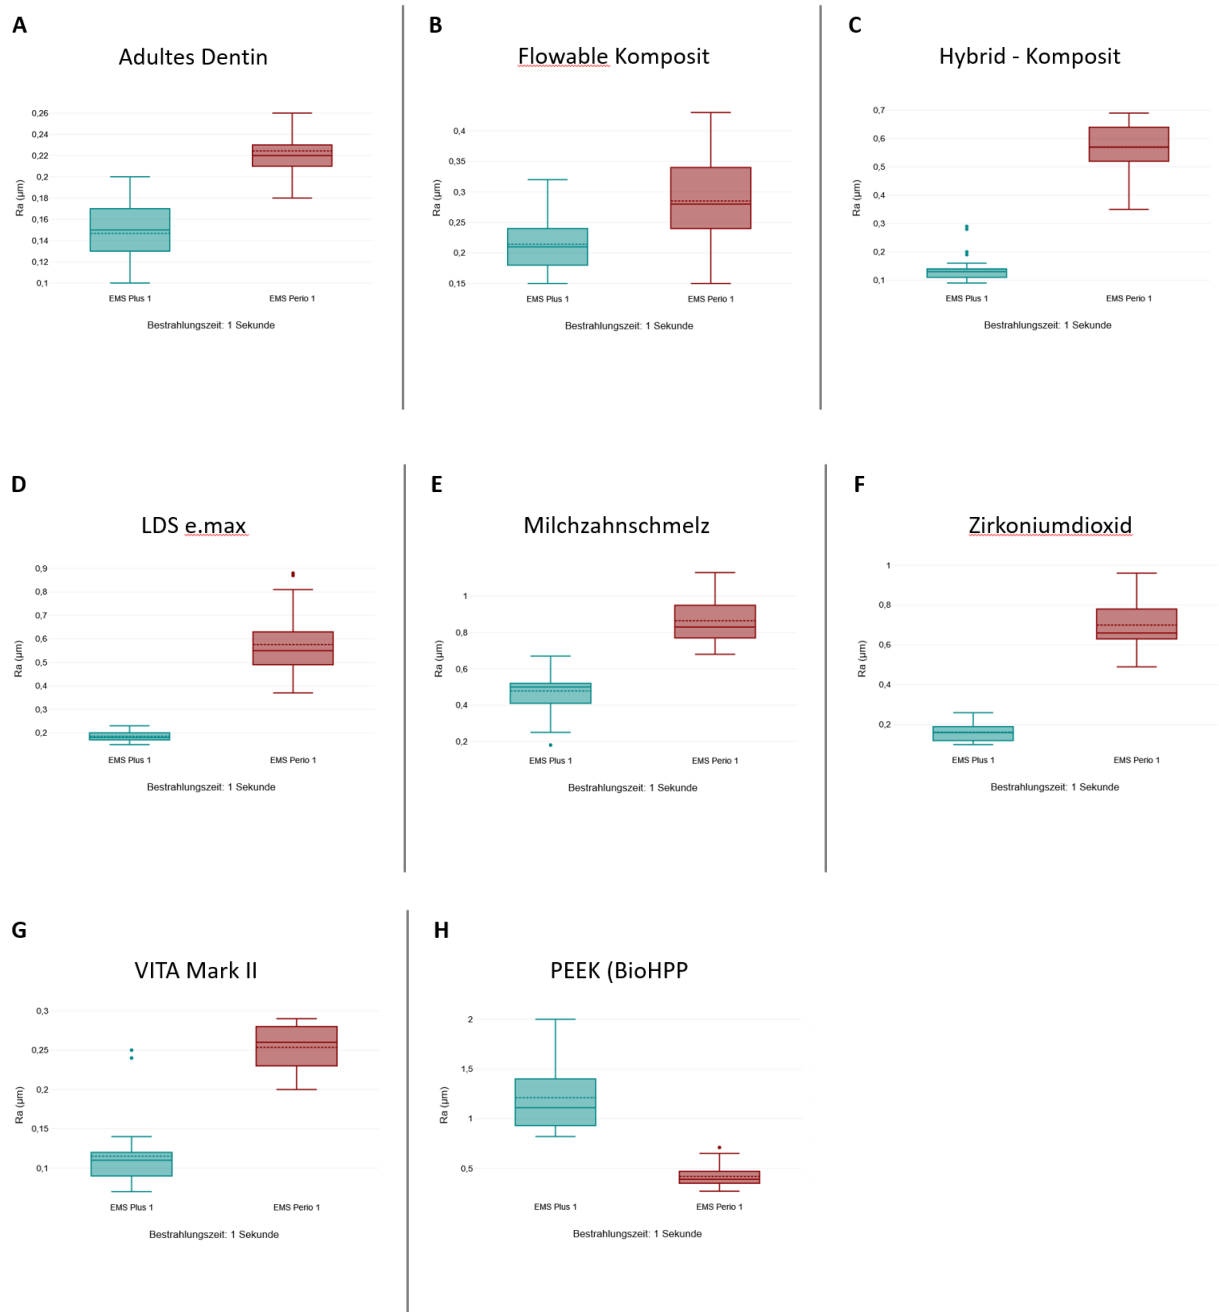 A
Adultes Dentin
0,26
0,24
0,22
0,2
0,18
0,16
0,14
0,12
0,1
Ra (μm)
EMS Plus 1
EMS Perio 1
Bestrahlungszeit: 1 Sekunde
B
Flowable Komposit
0,4
0,35
0,3
0,25
0,2
0,15
Ra (μm)
EMS Plus 1
EMS Perio 1
Bestrahlungszeit: 1 Sekunde
C
Hybrid - Komposit
0,7
0,6
0,5
0,4
0,3
0,2
0,1
Ra (μm)
EMS Plus 1
EMS Perio 1
Bestrahlungszeit: 1 Sekunde
D
LDS e.max
0,9
0,8
0,7
0,6
0,5
0,4
0,3
0,2
Ra (μm)
EMS Plus 1
EMS Perio 1
Bestrahlungszeit: 1 Sekunde
E
Milchzahnschmelz
1
0,8
0,6
0,4
0,2
Ra (μm)
EMS Plus 1
EMS Perio 1
Bestrahlungszeit: 1 Sekunde
F
Zirkoniumdioxid
1
0,8
0,6
0,4
0,2
Ra (μm)
EMS Plus 1
EMS Perio 1
Bestrahlungszeit: 1 Sekunde
G
VITA Mark II
0,3
0,25
0,2
0,15
0,1
Ra (μm)
EMS Plus 1
EMS Perio 1
Bestrahlungszeit: 1 Sekunde
H
PEEK (BioHPP
2
1,5
1
0,5
Ra (μm)
EMS Plus 1
EMS Perio 1
Bestrahlungszeit: 1 Sekunde